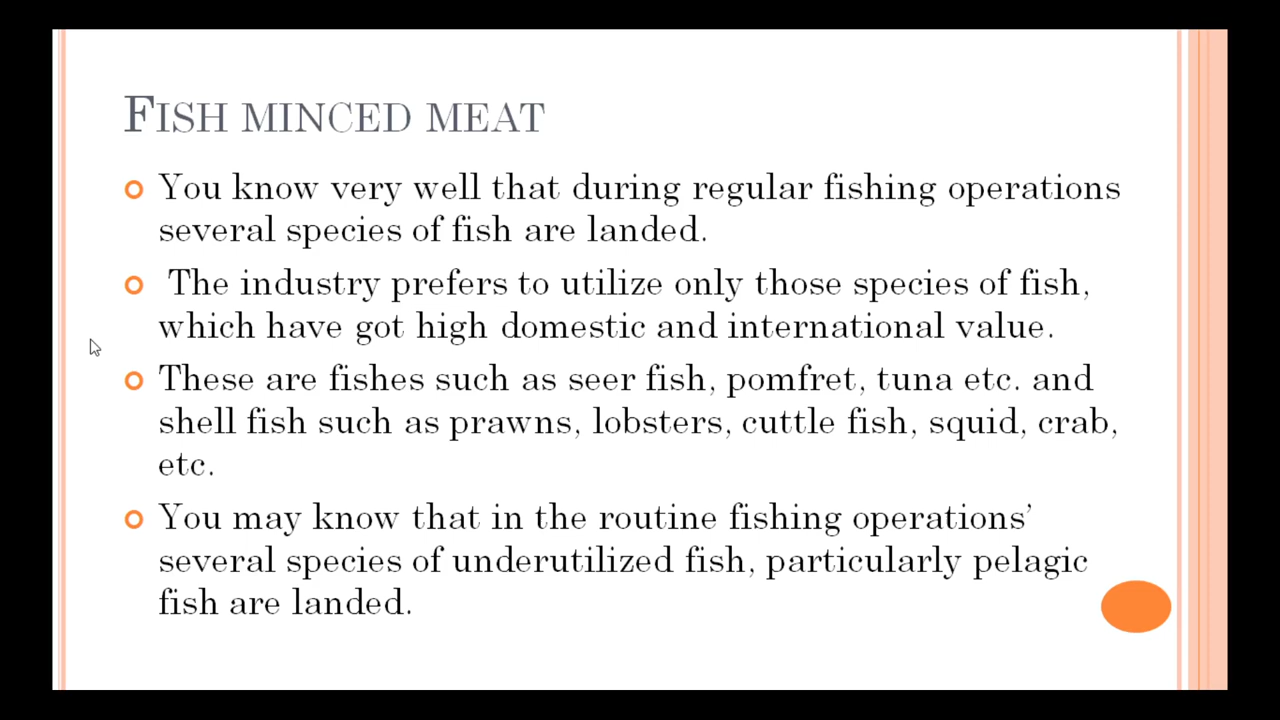 FISH MINCED MEAT
You know very well that during regular fishing operations
several species of fish are landed.
The industry prefers to utilize only those species of fish,
which have got high domestic and international value.
These are fishes such as seer fish, pomfret, tuna etc. and
shell fish such as prawns, lobsters, cuttle fish, squid, crab,
etc.
You may know that in the routine fishing operations’
several species of underutilized fish, particularly pelagic
fish are landed.